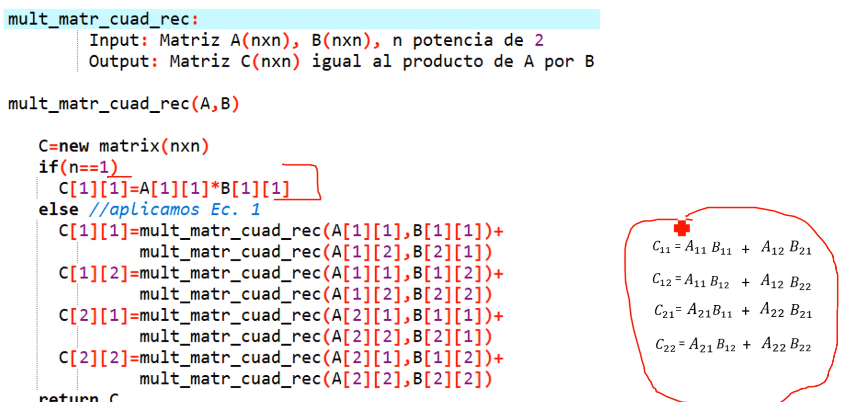 mult_matr_cuad_rec:
Input: Matriz A(nxn), B(nxn), n potencia de 2
Output: Matriz C(nxn) igual al producto de A por B
mult_matr_cuad_rec(A,B)
C=new matrix(nxn)
if(n==1)
C[1][1]=A[1][1]*B[1][1]
else //aplicamos Ec. 1
C[1][1]=mult_matr_cuad_rec(A[1][1],B[1][1])+
mult_matr_cuad_rec(A[1][2],B[2][1])
C[1][2]=mult_matr_cuad_rec(A[1][1],B[1][2])+
mult_matr_cuad_rec(A[1][2],B[2][2])
C[2][1]=mult_matr_cuad_rec(A[2][1],B[1][1])+
mult_matr_cuad_rec(A[2][2],B[2][1])
C[2][2]=mult_matr_cuad_rec(A[2][1],B[1][2])+
mult_matr_cuad_rec(A[2][2],B[2][2])
return C
C₁₁ = A₁₁ B₁₁ + A₁₂ B₂₁
C₁₂ = A₁₁ B₁₂ + A₁₂ B₂₂
C₂₁ = A₂₁B₁₁ + A₂₂ B₂₁
C₂₂ = A₂₁ B₁₂ + A₂₂ B₂₂